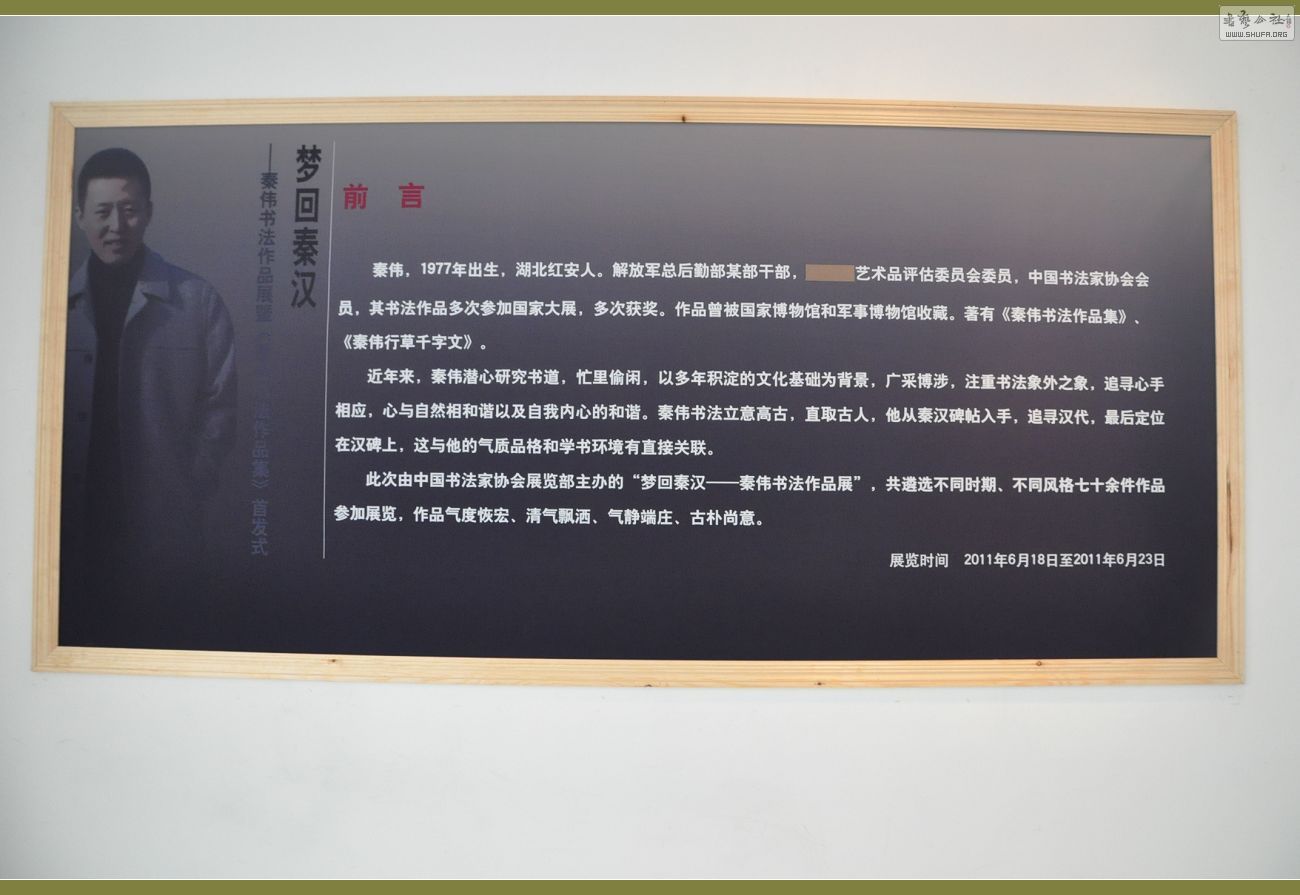 書藝公社
WWW.SHUFA.ORG
梦回秦汉
——秦伟书法作品展暨
作品集》首发式
前 言
秦伟，1977年出生，湖北红安人。解放军总后勤部某部干部，
艺术品评估委员会委员，中国书法家协会会
员，其书法作品多次参加国家大展，多次获奖。作品曾被国家博物馆和军事博物馆收藏。著有《秦伟书法作品集》、
《秦伟行草千字文》。
近年来，秦伟潜心研究书道，忙里偷闲，以多年积淀的文化基础为背景，广采博涉，注重书法象外之象，追寻心手
相应，心与自然相和谐以及自我内心的和谐。秦伟书法立意高古，直取古人，他从秦汉碑帖入手，追寻汉代，最后定位
在汉碑上，这与他的气质品格和学书环境有直接关联。
此次由中国书法家协会展览部主办的“梦回秦汉——秦伟书法作品展”，共遴选不同时期、不同风格七十余件作品
参加展览，作品气度恢宏、清气飘洒、气静端庄、古朴尚意。
展览时间 2011年6月18日至2011年6月23日